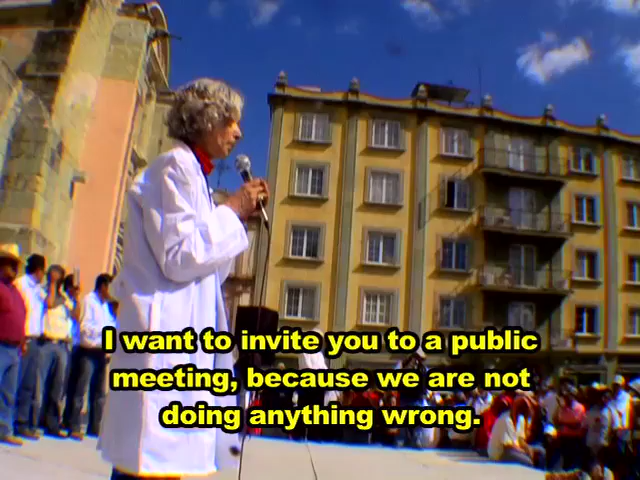 I want to invite you to a public
meeting, because we are not
doing anything wrong.